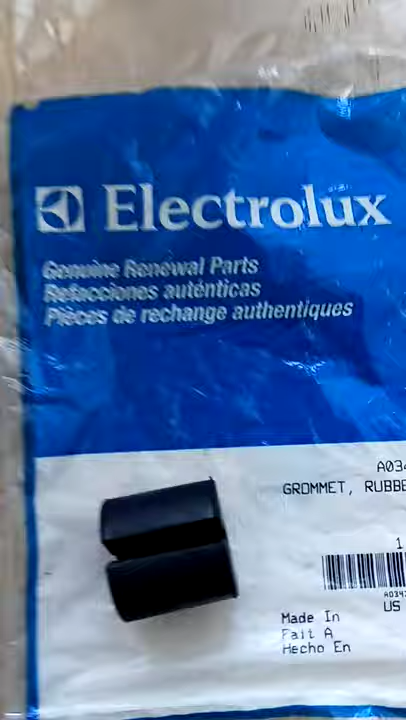 Electrolux
Genuine Renewal Parts
Refacciones auténticas
Pièces de rechange authentiques
A034
GROMMET, RUBBE
1
US
Made In
Fait A
Hecho En